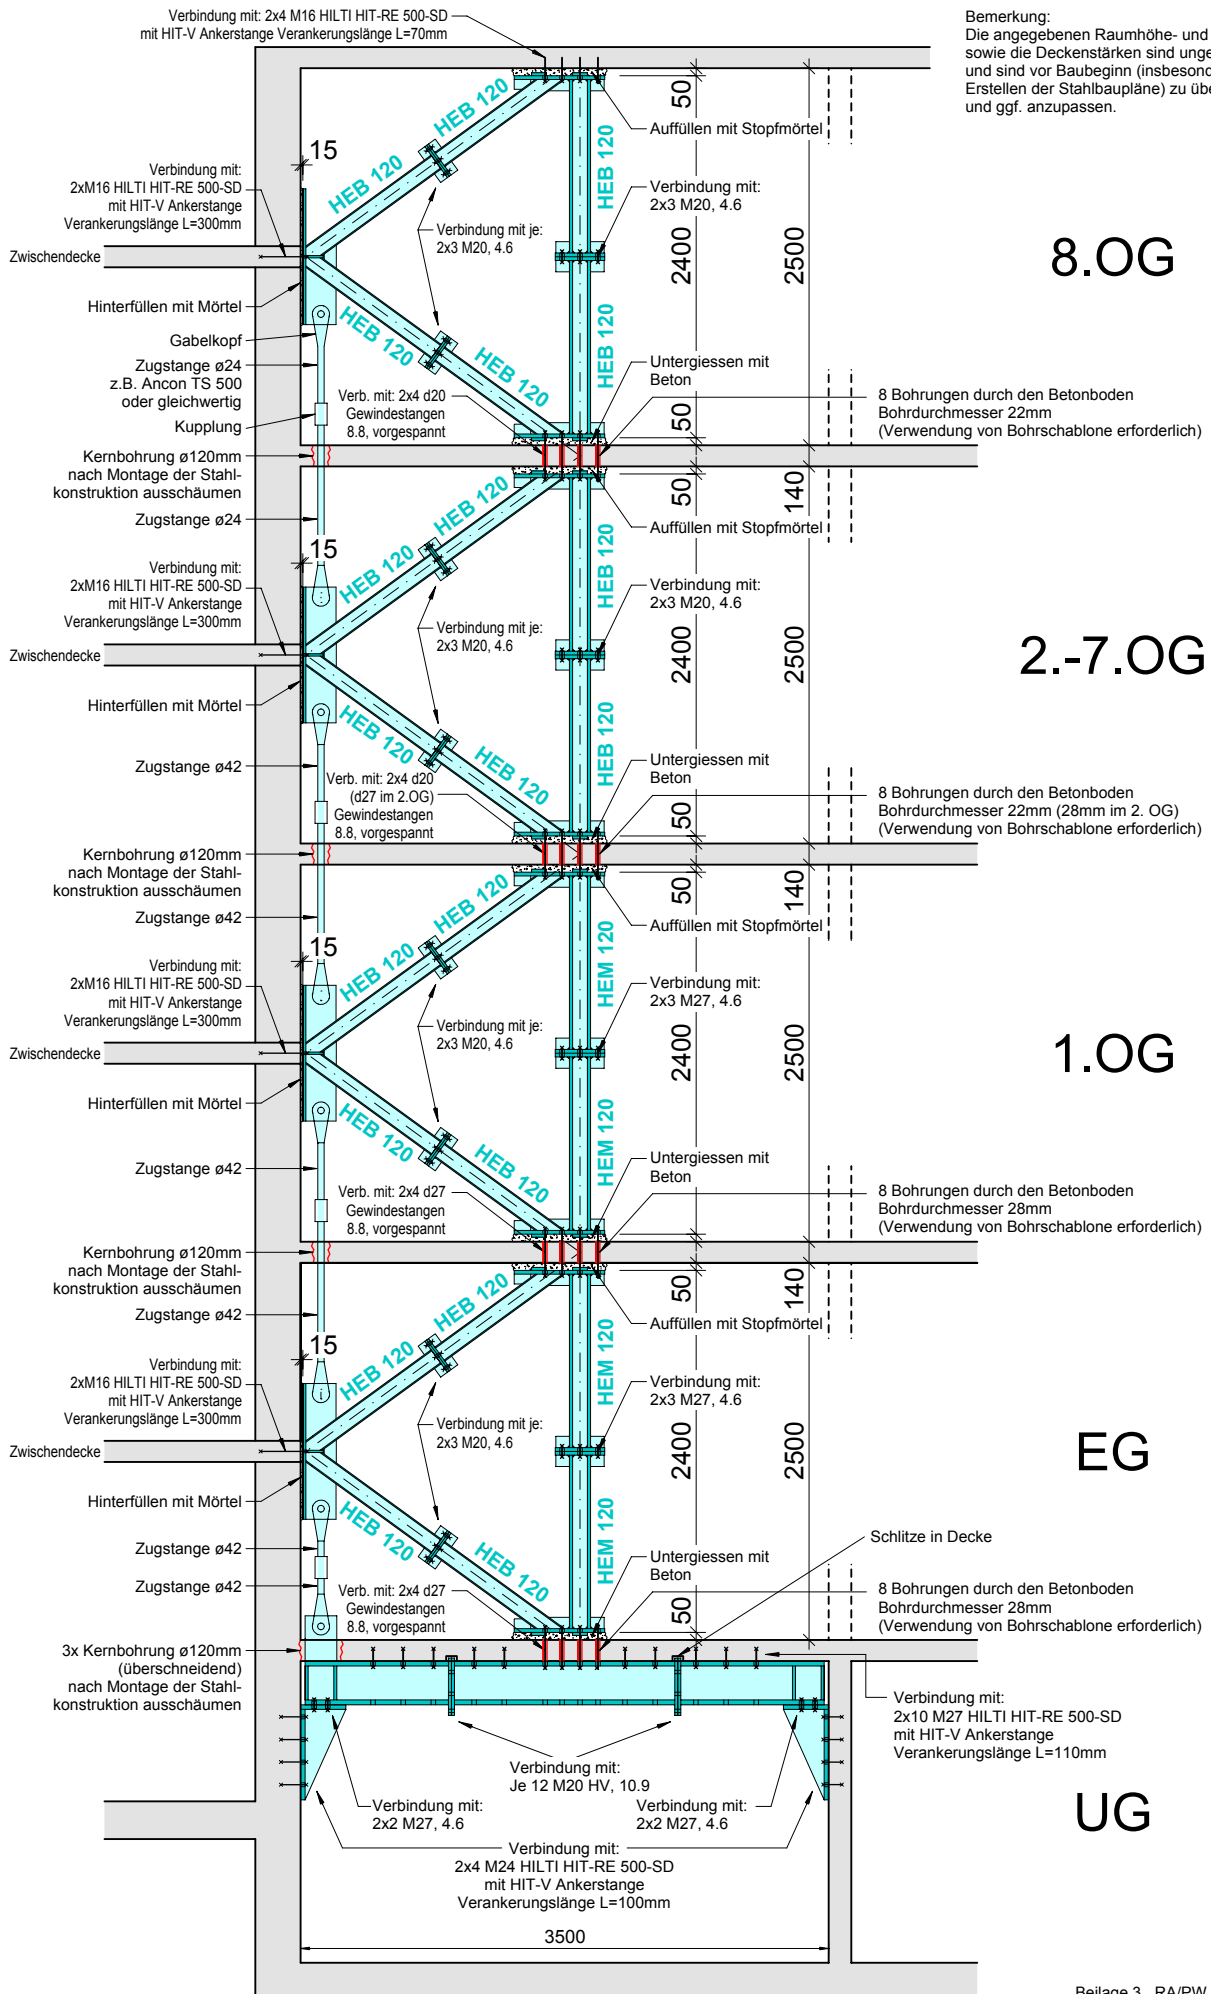 Verbindung mit: 2x4 M16 HILTI HIT-RE 500-SD
mit HIT-V Ankerstange Verankerungslänge L=70mm
Bemerkung:
Die angegebenen Raumhöhe- und
sowie die Deckenstärken sind
und sind vor Baubeginn
Erstellen der Stahlbaupläne) zu
und ggf. anzupassen.
HEB 120
HEB 120
HEB 120
50
Auffüllen mit Stopfmörtel
15
Verbindung mit:
2xM16 HILTI HIT-RE 500-SD
mit HIT-V Ankerstange
Verankerungslänge L=300mm
Verbindung mit:
2x3 M20, 4.6
Verbindung mit je:
2x3 M20, 4.6
2400
2500
8.OG
Zwischendecke
Hinterfüllen mit Mörtel
Gabelkopf
Zugstange ø24
z.B. Ancon TS 500
oder gleichwertig
Kupplung
HEB 120
HEB 120
HEB 120
Verb. mit: 2x4 d20
Gewindestangen
8.8, vorgespannt
Untergiessen mit
Beton
50
8 Bohrungen durch den Betonboden
Bohrdurchmesser 22mm
(Verwendung von Bohrschablone erforderlich)
Kernbohrung ø120mm
nach Montage der Stahl-
konstruktion ausschäumen
Zugstange ø24
HEB 120
HEB 120
HEB 120
50
140
Auffüllen mit Stopfmörtel
15
Verbindung mit:
2xM16 HILTI HIT-RE 500-SD
mit HIT-V Ankerstange
Verankerungslänge L=300mm
Verbindung mit:
2x3 M20, 4.6
Verbindung mit je:
2x3 M20, 4.6
2400
2500
2.-7.OG
Zwischendecke
Hinterfüllen mit Mörtel
Zugstange ø42
HEB 120
HEB 120
HEB 120
Verb. mit: 2x4 d20
(d27 im 2.OG)
Gewindestangen
8.8, vorgespannt
Untergiessen mit
Beton
50
8 Bohrungen durch den Betonboden
Bohrdurchmesser 22mm (28mm im 2. OG)
(Verwendung von Bohrschablone erforderlich)
Kernbohrung ø120mm
nach Montage der Stahl-
konstruktion ausschäumen
Zugstange ø42
HEB 120
HEB 120
HEM 120
50
140
Auffüllen mit Stopfmörtel
15
Verbindung mit:
2xM16 HILTI HIT-RE 500-SD
mit HIT-V Ankerstange
Verankerungslänge L=300mm
Verbindung mit:
2x3 M27, 4.6
Verbindung mit je:
2x3 M20, 4.6
2400
2500
1.OG
Zwischendecke
Hinterfüllen mit Mörtel
Zugstange ø42
HEB 120
HEB 120
HEM 120
Verb. mit: 2x4 d27
Gewindestangen
8.8, vorgespannt
Untergiessen mit
Beton
50
8 Bohrungen durch den Betonboden
Bohrdurchmesser 28mm
(Verwendung von Bohrschablone erforderlich)
Kernbohrung ø120mm
nach Montage der Stahl-
konstruktion ausschäumen
Zugstange ø42
HEB 120
HEB 120
HEM 120
50
140
Auffüllen mit Stopfmörtel
15
Verbindung mit:
2xM16 HILTI HIT-RE 500-SD
mit HIT-V Ankerstange
Verankerungslänge L=300mm
Verbindung mit:
2x3 M27, 4.6
Verbindung mit je:
2x3 M20, 4.6
2400
2500
EG
Zwischendecke
Hinterfüllen mit Mörtel
Zugstange ø42
Zugstange ø42
HEB 120
HEB 120
HEM 120
Verb. mit: 2x4 d27
Gewindestangen
8.8, vorgespannt
Untergiessen mit
Beton
50
Schlitze in Decke
8 Bohrungen durch den Betonboden
Bohrdurchmesser 28mm
(Verwendung von Bohrschablone erforderlich)
3x Kernbohrung ø120mm
(überschneidend)
nach Montage der Stahl-
konstruktion ausschäumen
Verbindung mit:
2x10 M27 HILTI HIT-RE 500-SD
mit HIT-V Ankerstange
Verankerungslänge L=110mm
Verbindung mit:
Je 12 M20 HV, 10.9
Verbindung mit:
2x2 M27, 4.6
Verbindung mit:
2x2 M27, 4.6
UG
Verbindung mit:
2x4 M24 HILTI HIT-RE 500-SD
mit HIT-V Ankerstange
Verankerungslänge L=100mm
3500
Beilage 3 RA/PW